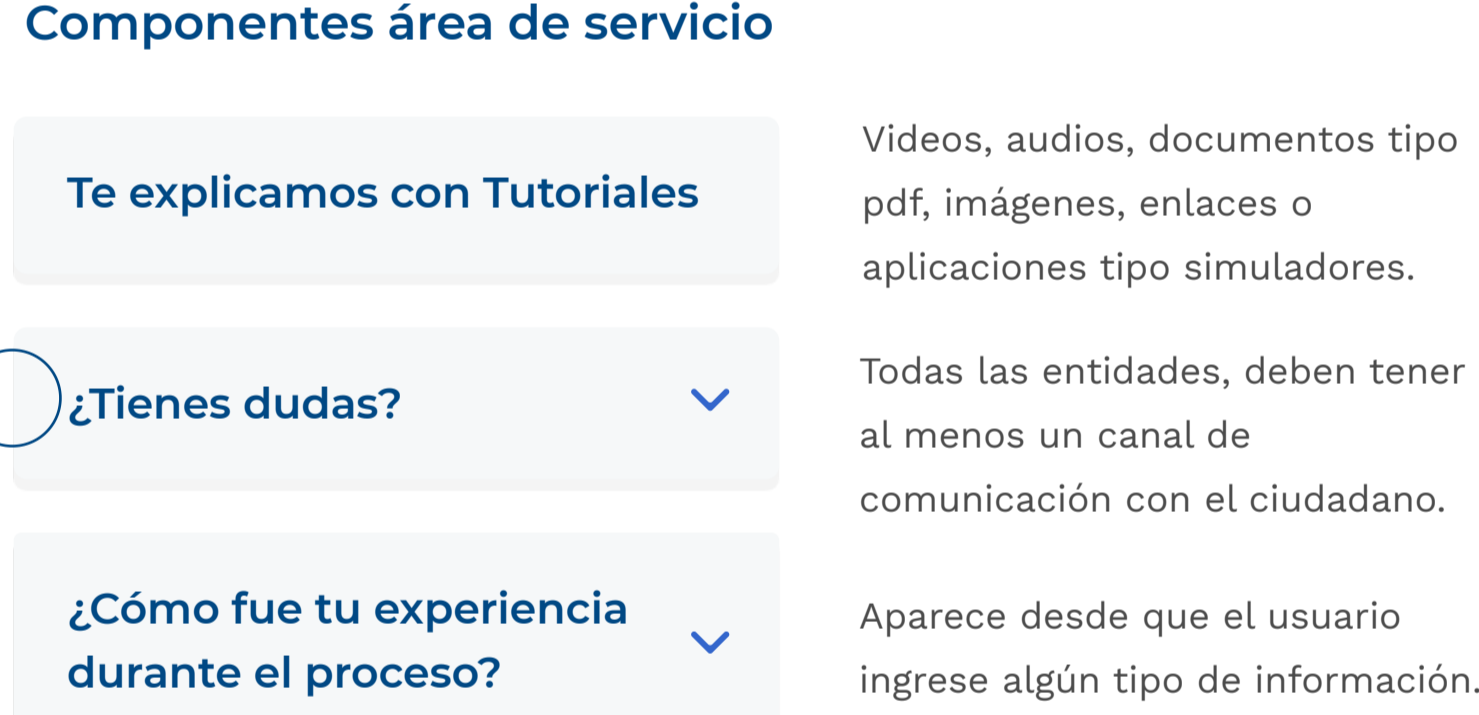 Componentes área de servicio
Te explicamos con Tutoriales
Videos, audios, documentos tipo
pdf, imágenes, enlaces o
aplicaciones tipo simuladores.
¿Tienes dudas?
Todas las entidades, deben tener
al menos un canal de
comunicación con el ciudadano.
¿Cómo fue tu experiencia
durante el proceso?
Aparece desde que el usuario
ingrese algún tipo de información.